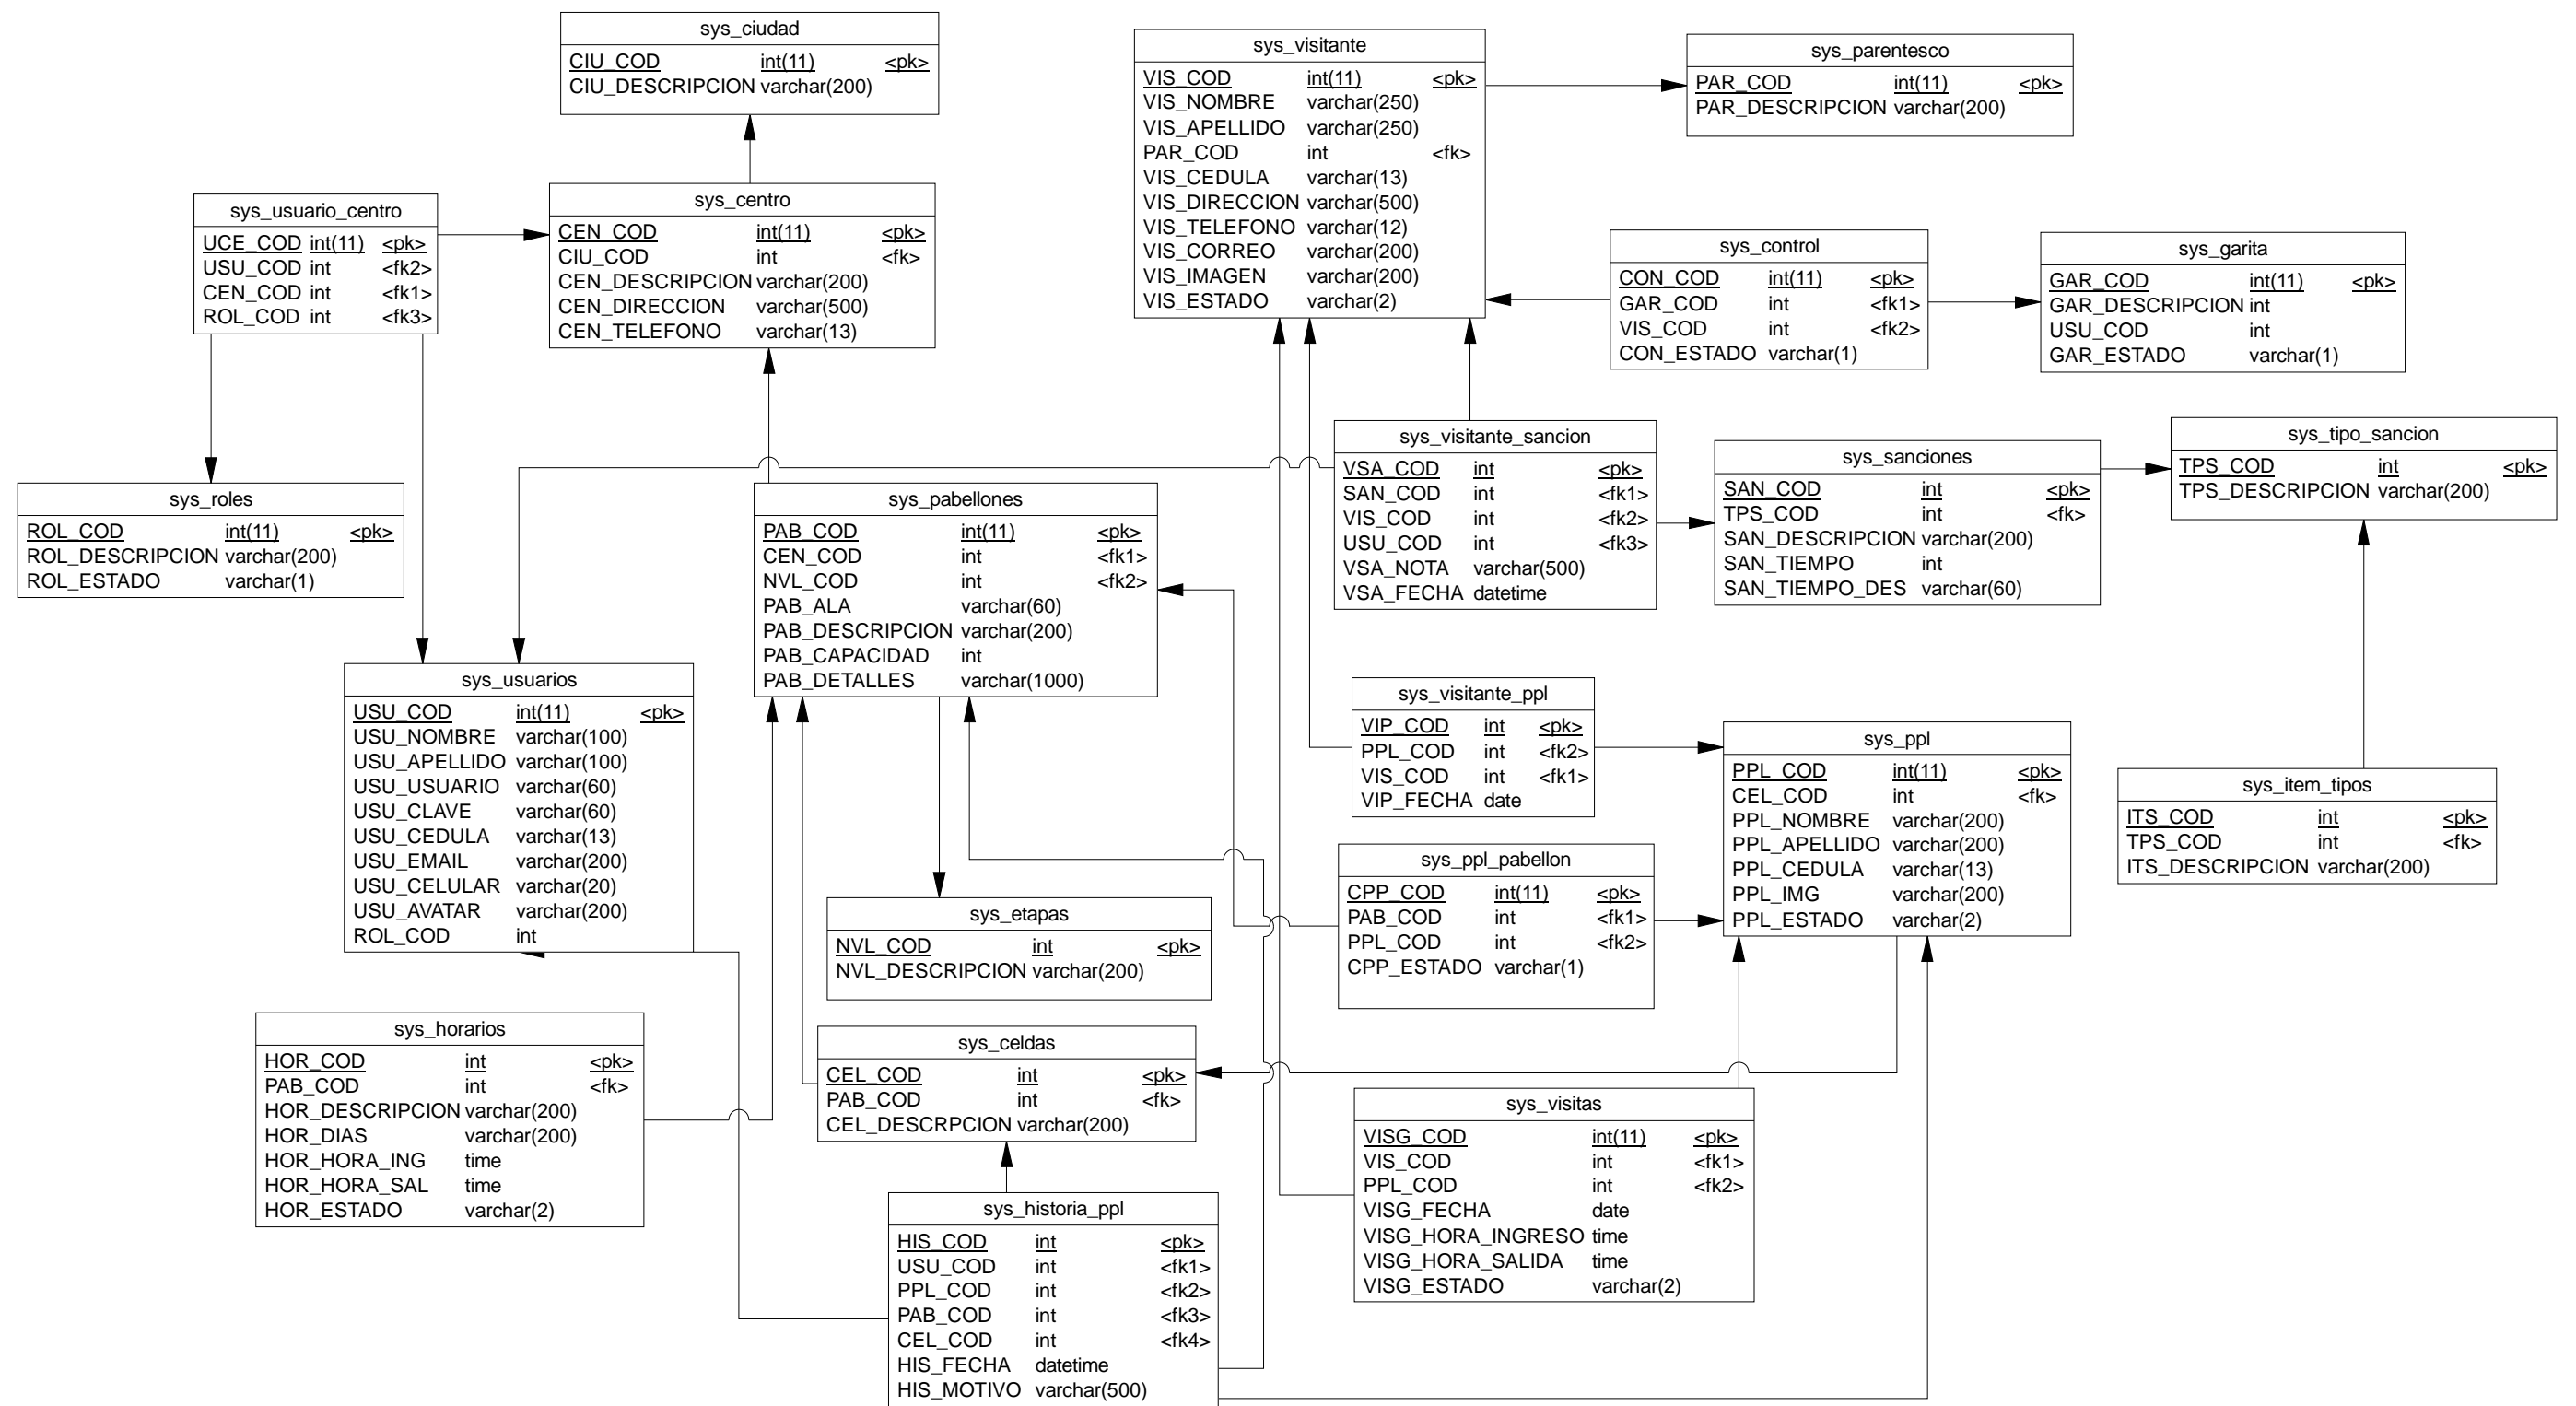 sys_ciudad
CIU_COD int(11) <pk>
CIU_DESCRIPCION varchar(200)
sys_visitante
VIS_COD int(11) <pk>
VIS_NOMBRE varchar(250)
VIS_APELLIDO varchar(250)
PAR_COD int <fk>
VIS_CEDULA varchar(13)
VIS_DIRECCION varchar(500)
VIS_TELEFONO varchar(12)
VIS_CORREO varchar(200)
VIS_IMAGEN varchar(200)
VIS_ESTADO varchar(2)
sys_parentesco
PAR_COD int(11) <pk>
PAR_DESCRIPCION varchar(200)
sys_usuario_centro
UCE_COD int(11) <pk>
USU_COD int <fk2>
CEN_COD int <fk1>
ROL_COD int <fk3>
sys_centro
CEN_COD int(11) <pk>
CIU_COD int <fk>
CEN_DESCRIPCION varchar(200)
CEN_DIRECCION varchar(500)
CEN_TELEFONO varchar(13)
sys_control
CON_COD int(11) <pk>
GAR_COD int <fk1>
VIS_COD int <fk2>
CON_ESTADO varchar(1)
sys_garita
GAR_COD int(11) <pk>
GAR_DESCRIPCION int
USU_COD int
GAR_ESTADO varchar(1)
sys_roles
ROL_COD int(11) <pk>
ROL_DESCRIPCION varchar(200)
ROL_ESTADO varchar(1)
sys_pabellones
PAB_COD int(11) <pk>
CEN_COD int <fk1>
NVL_COD int <fk2>
PAB_ALA varchar(60)
PAB_DESCRIPCION varchar(200)
PAB_CAPACIDAD int
PAB_DETALLES varchar(1000)
sys_visitante_sancion
VSA_COD int <pk>
SAN_COD int <fk1>
VIS_COD int <fk2>
USU_COD int <fk3>
VSA_NOTA varchar(500)
VSA_FECHA datetime
sys_sanciones
SAN_COD int <pk>
TPS_COD int <fk>
SAN_DESCRIPCION varchar(200)
SAN_TIEMPO int
SAN_TIEMPO_DES varchar(60)
sys_tipo_sancion
TPS_COD int <pk>
TPS_DESCRIPCION varchar(200)
sys_usuarios
USU_COD int(11) <pk>
USU_NOMBRE varchar(100)
USU_APELLIDO varchar(100)
USU_USUARIO varchar(60)
USU_CLAVE varchar(60)
USU_CEDULA varchar(13)
USU_EMAIL varchar(200)
USU_CELULAR varchar(20)
USU_AVATAR varchar(200)
ROL_COD int
sys_visitante_ppl
VIP_COD int <pk>
PPL_COD int <fk2>
VIS_COD int <fk1>
VIP_FECHA date
sys_ppl
PPL_COD int(11) <pk>
CEL_COD int <fk>
PPL_NOMBRE varchar(200)
PPL_APELLIDO varchar(200)
PPL_CEDULA varchar(13)
PPL_IMG varchar(200)
PPL_ESTADO varchar(2)
sys_item_tipos
ITS_COD int <pk>
TPS_COD int <fk>
ITS_DESCRIPCION varchar(200)
sys_etapas
NVL_COD int <pk>
NVL_DESCRIPCION varchar(200)
sys_ppl_pabellon
CPP_COD int(11) <pk>
PAB_COD int <fk1>
PPL_COD int <fk2>
CPP_ESTADO varchar(1)
sys_horarios
HOR_COD int <pk>
PAB_COD int <fk>
HOR_DESCRIPCION varchar(200)
HOR_DIAS varchar(200)
HOR_HORA_ING time
HOR_HORA_SAL time
HOR_ESTADO varchar(2)
sys_celdas
CEL_COD int <pk>
PAB_COD int <fk>
CEL_DESCRPCION varchar(200)
sys_visitas
VISG_COD int(11) <pk>
VIS_COD int <fk1>
PPL_COD int <fk2>
VISG_FECHA date
VISG_HORA_INGRESO time
VISG_HORA_SALIDA time
VISG_ESTADO varchar(2)
sys_historia_ppl
HIS_COD int <pk>
USU_COD int <fk1>
PPL_COD int <fk2>
PAB_COD int <fk3>
CEL_COD int <fk4>
HIS_FECHA datetime
HIS_MOTIVO varchar(500)